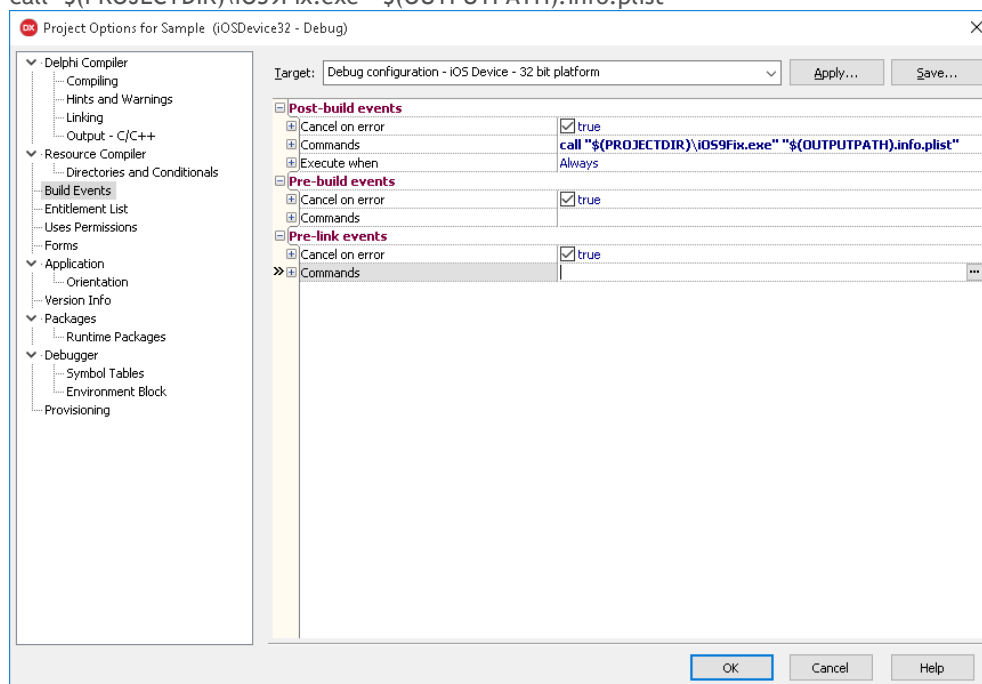 call "$(PROJECTDIR)\iOS9Fix.exe" "$(OUTPUTPATH).info.plist"
DX Project Options for Sample (iOSDevice32 - Debug)
Delphi Compiler
Compiling
Hints and Warnings
Linking
Output - C/C++
Resource Compiler
Directories and Conditionals
Build Events
Entitlement List
Uses Permissions
Forms
Application
Orientation
Version Info
Packages
Runtime Packages
Debugger
Symbol Tables
Environment Block
Provisioning
Target: Debug configuration - iOS Device - 32 bit platform Apply... Save...
Post-build events
Cancel on error true
Commands call "$(PROJECTDIR)\iOS9Fix.exe" "$(OUTPUTPATH).info.plist"
Execute when Always
Pre-build events
Cancel on error true
Commands
Pre-link events
Cancel on error true
Commands ...
OK Cancel Help